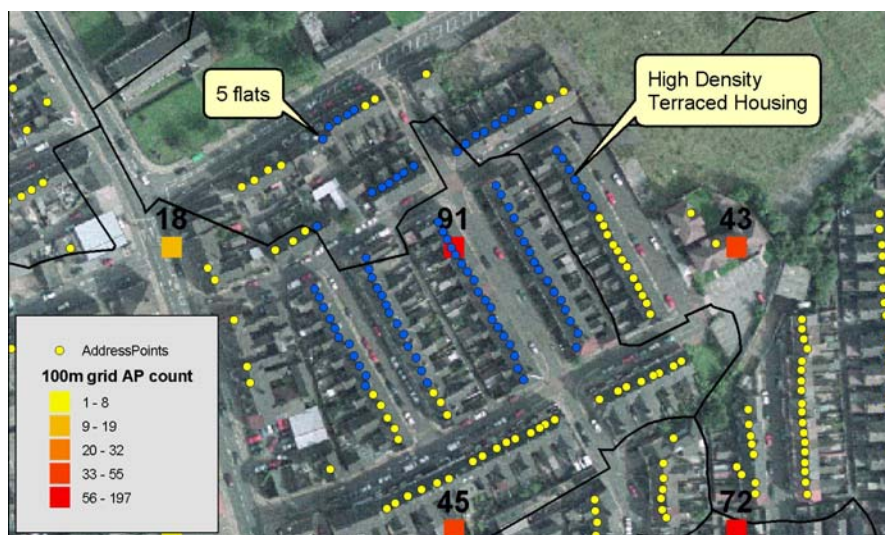 5 flats
High Density
Terraced Housing
18
91
43
AddressPoints
100m grid AP count
1 - 8
9 - 19
20 - 32
33 - 55
56 - 197
45
72